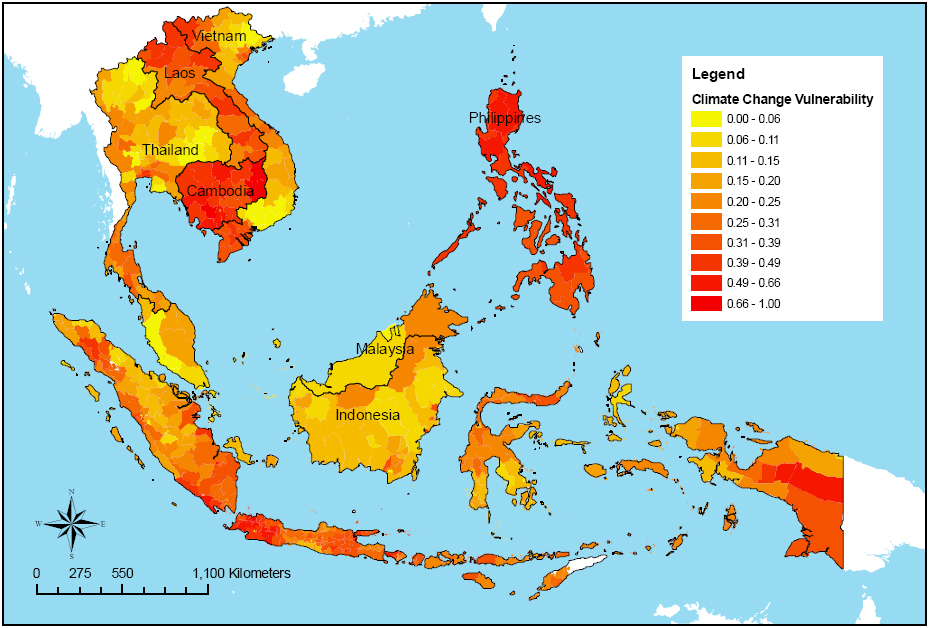 Vietnam
Laos
Thailand
Cambodia
Philippines
Malaysia
Indonesia
Legend
Climate Change Vulnerability
0.00 - 0.06
0.06 - 0.11
0.11 - 0.15
0.15 - 0.20
0.20 - 0.25
0.25 - 0.31
0.31 - 0.39
0.39 - 0.49
0.49 - 0.66
0.66 - 1.00
N
W E
S
0 275 550 1,100 Kilometers